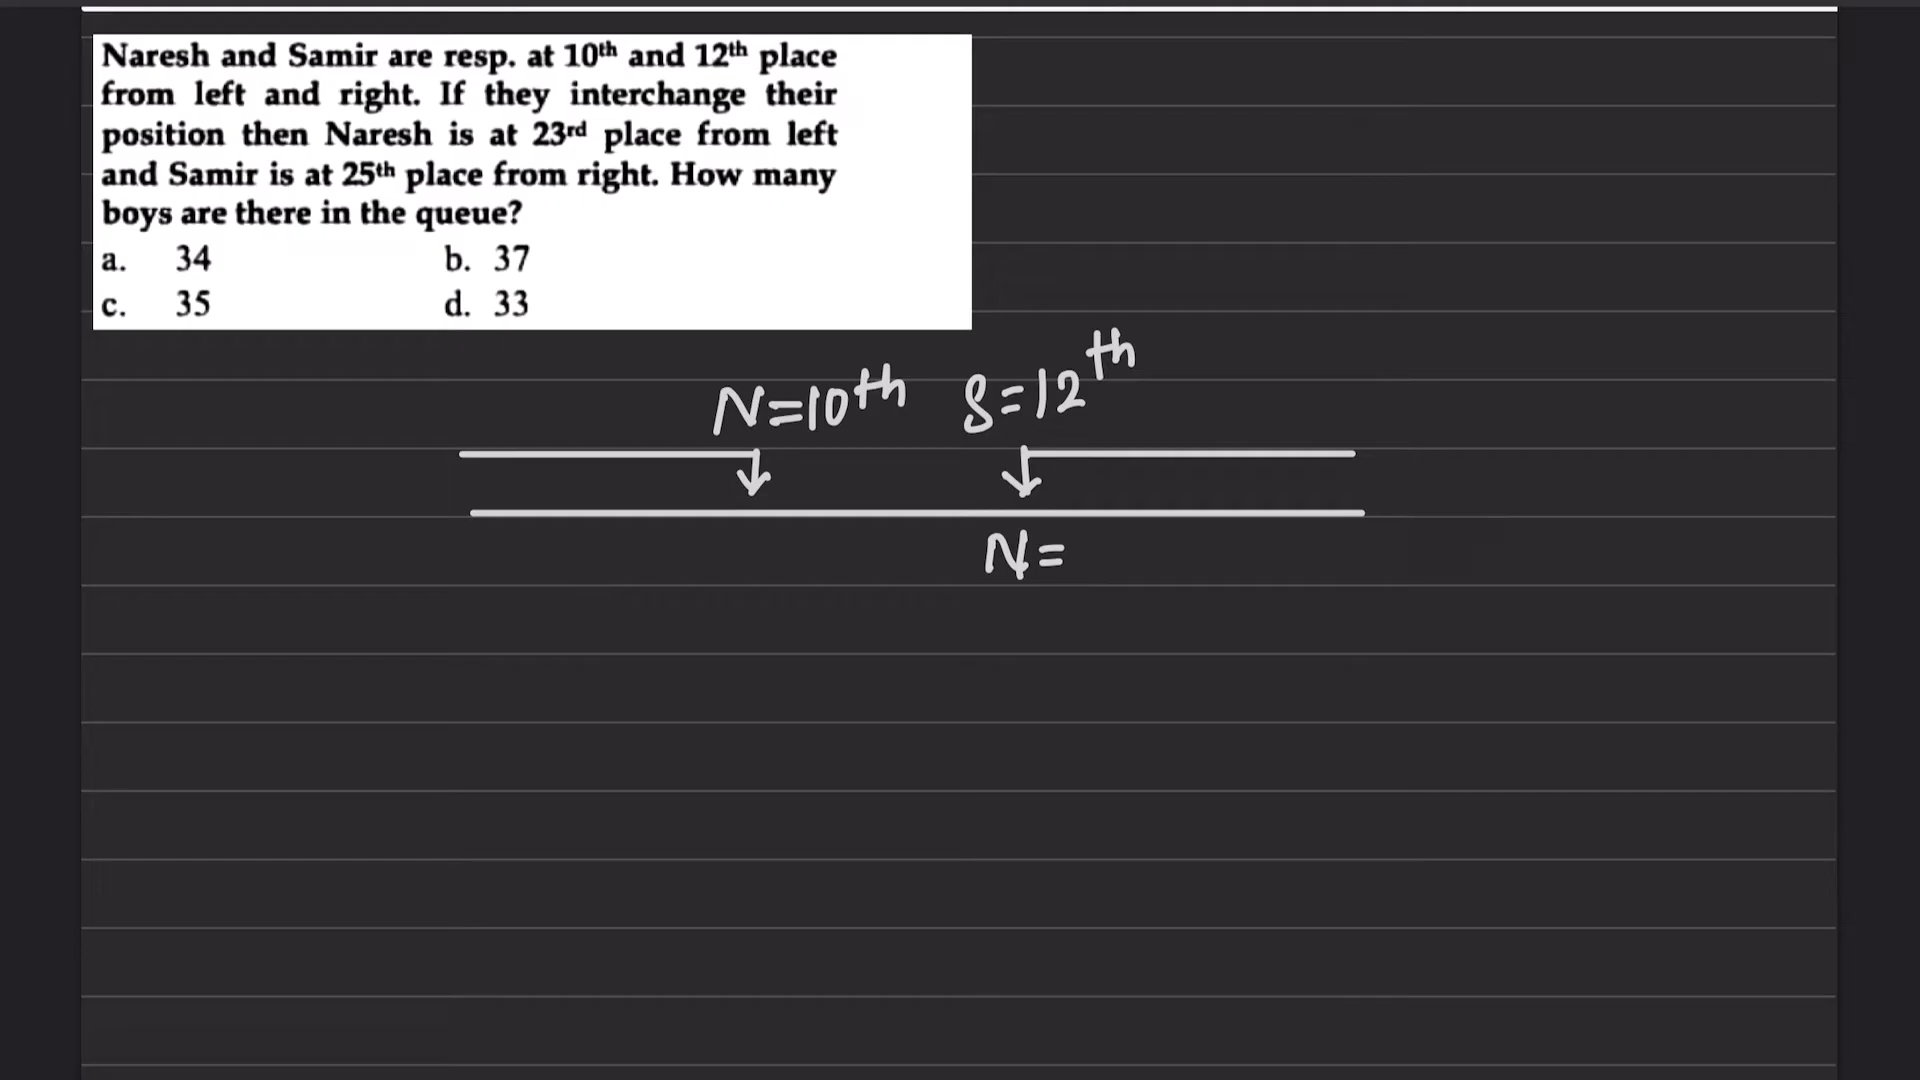 Naresh and Samir are resp. at 10th and 12th place
from left and right. If they interchange their
position then Naresh is at 23rd place from left
and Samir is at 25th place from right. How many
boys are there in the queue?
a. 34 b. 37
c. 35 d. 33
N=10th S=12th
N=